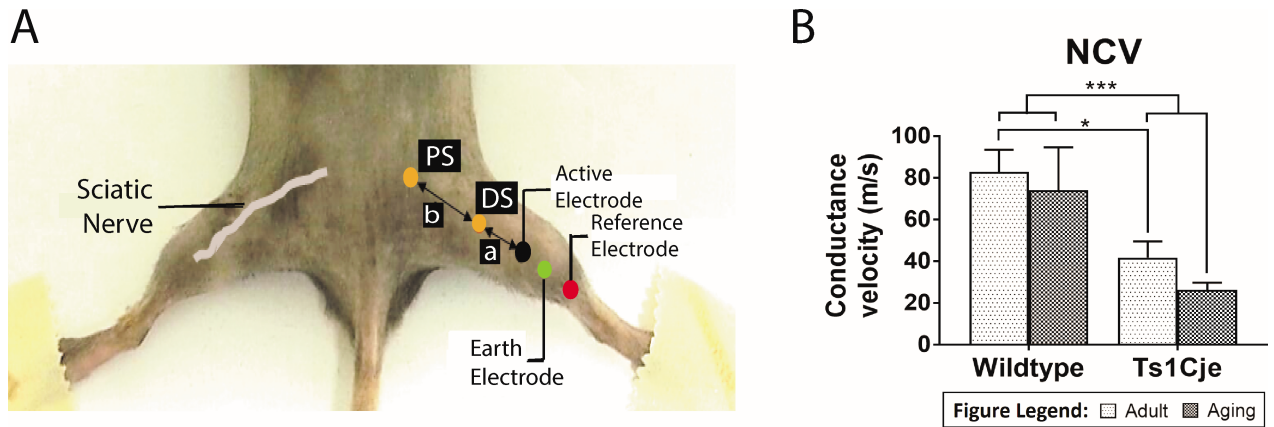 A
PS
DS
b
a
Sciatic
Nerve
Active
Electrode
Reference
Electrode
Earth
Electrode
B
NCV
***
*
Conductance
velocity (m/s)
100
80
60
40
20
0
Wildtype
Ts1Cje
Figure Legend: Adult Aging